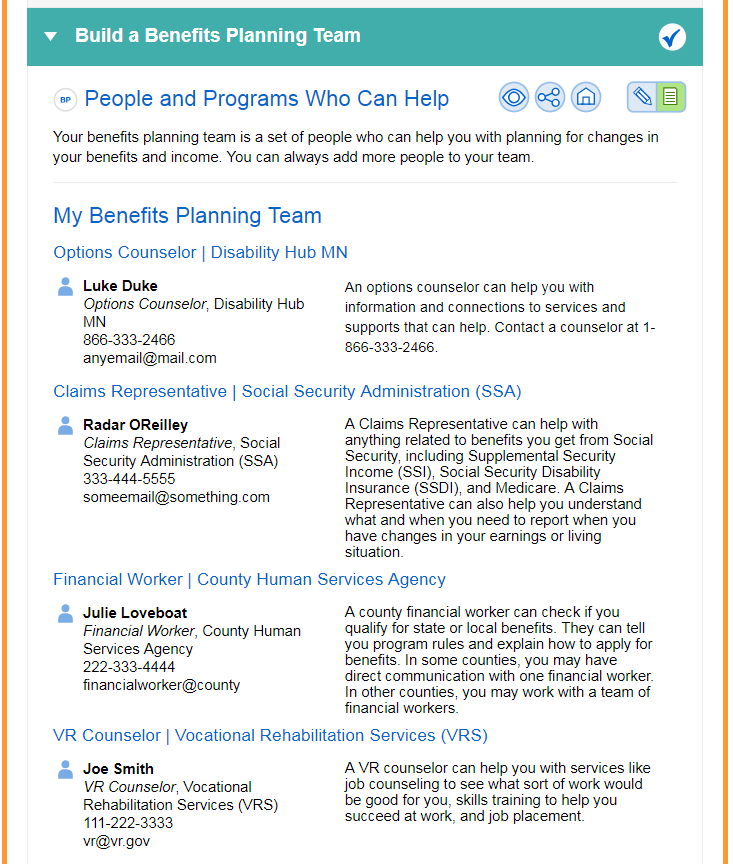 Build a Benefits Planning Team
BP
People and Programs Who Can Help
Your benefits planning team is a set of people who can help you with planning for changes in
your benefits and income. You can always add more people to your team.
My Benefits Planning Team
Options Counselor | Disability Hub MN
Luke Duke
Options Counselor, Disability Hub
MN
866-333-2466
anyemail@mail.com
An options counselor can help you with
information and connections to services and
supports that can help. Contact a counselor at 1-
866-333-2466.
Claims Representative | Social Security Administration (SSA)
Radar OReilley
Claims Representative, Social
Security Administration (SSA)
333-444-5555
someemail@something.com
A Claims Representative can help with
anything related to benefits you get from Social
Security, including Supplemental Security
Income (SSI), Social Security Disability
Insurance (SSDI), and Medicare. A Claims
Representative can also help you understand
what and when you need to report when you
have changes in your earnings or living
situation.
Financial Worker | County Human Services Agency
Julie Loveboat
Financial Worker, County Human
Services Agency
222-333-4444
financialworker@county
A county financial worker can check if you
qualify for state or local benefits. They can tell
you program rules and explain how to apply for
benefits. In some counties, you may have
direct communication with one financial worker.
In other counties, you may work with a team of
financial workers.
VR Counselor | Vocational Rehabilitation Services (VRS)
Joe Smith
VR Counselor, Vocational
Rehabilitation Services (VRS)
111-222-3333
vr@vr.gov
A VR counselor can help you with services like
job counseling to see what sort of work would
be good for you, skills training to help you
succeed at work, and job placement.